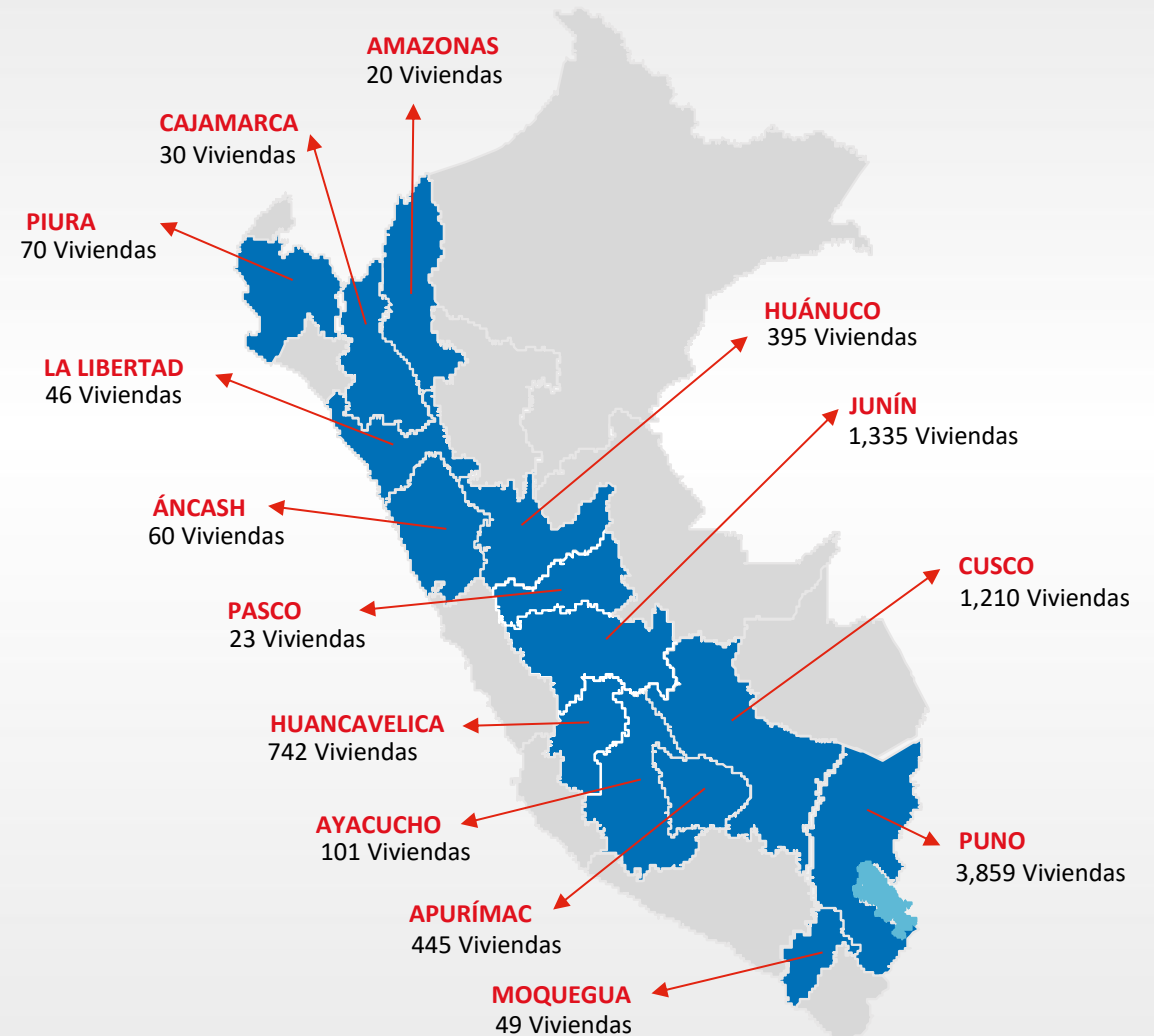 AMAZONAS
20 Viviendas
CAJAMARCA
30 Viviendas
PIURA
70 Viviendas
HUÁNUCO
395 Viviendas
LA LIBERTAD
46 Viviendas
JUNÍN
1,335 Viviendas
ÁNCASH
60 Viviendas
CUSCO
1,210 Viviendas
PASCO
23 Viviendas
HUANCAVELICA
742 Viviendas
AYACUCHO
101 Viviendas
PUNO
3,859 Viviendas
APURÍMAC
445 Viviendas
MOQUEGUA
49 Viviendas